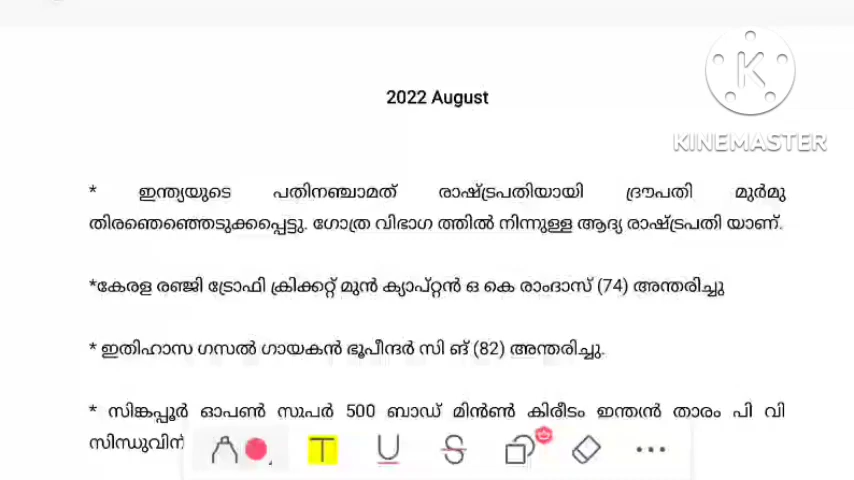 KINEMASTER
2022 August
* ഇന്ത്യയുടെ പതിനഞ്ചാമത് രാഷ്ട്രപതിയായി ദ്രൗപതി മുർമു
തിരഞെഞ്ഞെടുക്കപ്പെട്ടു. ഗോത്ര വിഭാഗ ത്തിൽ നിന്നുള്ള ആദ്യ രാഷ്ട്രപതി യാണ്.
*കേരള രഞ്ജി ട്രോഫി ക്രിക്കറ്റ് മുൻ ക്യാപ്റ്റൻ ഒ കെ രാംദാസ് (74) അന്തരിച്ചു
* ഇതിഹാസ ഗസൽ ഗായകൻ ഭൂപീന്ദർ സി ങ് (82) അന്തരിച്ചു.
* സിങ്കപ്പൂർ ഓപൺ സൂപർ 500 ബാഡ് മിൻൺ കിരീടം ഇന്ത്യൻ താരം പി വി
സിന്ധുവിന്